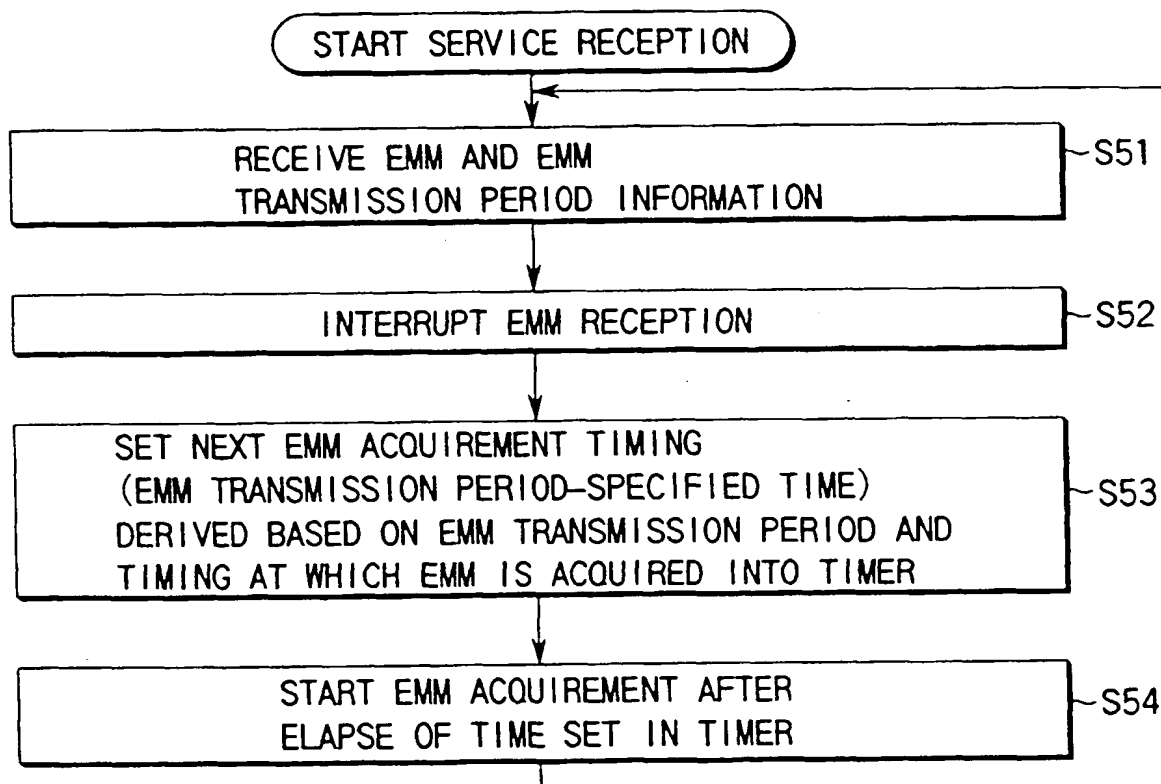 START SERVICE RECEPTION
RECEIVE EMM AND EMM
TRANSMISSION PERIOD INFORMATION
S51
INTERRUPT EMM RECEPTION
S52
SET NEXT EMM ACQUIREMENT TIMING
(EMM TRANSMISSION PERIOD-SPECIFIED TIME)
DERIVED BASED ON EMM TRANSMISSION PERIOD AND
TIMING AT WHICH EMM IS ACQUIRED INTO TIMER
S53
START EMM ACQUIREMENT AFTER
ELAPSE OF TIME SET IN TIMER
S54